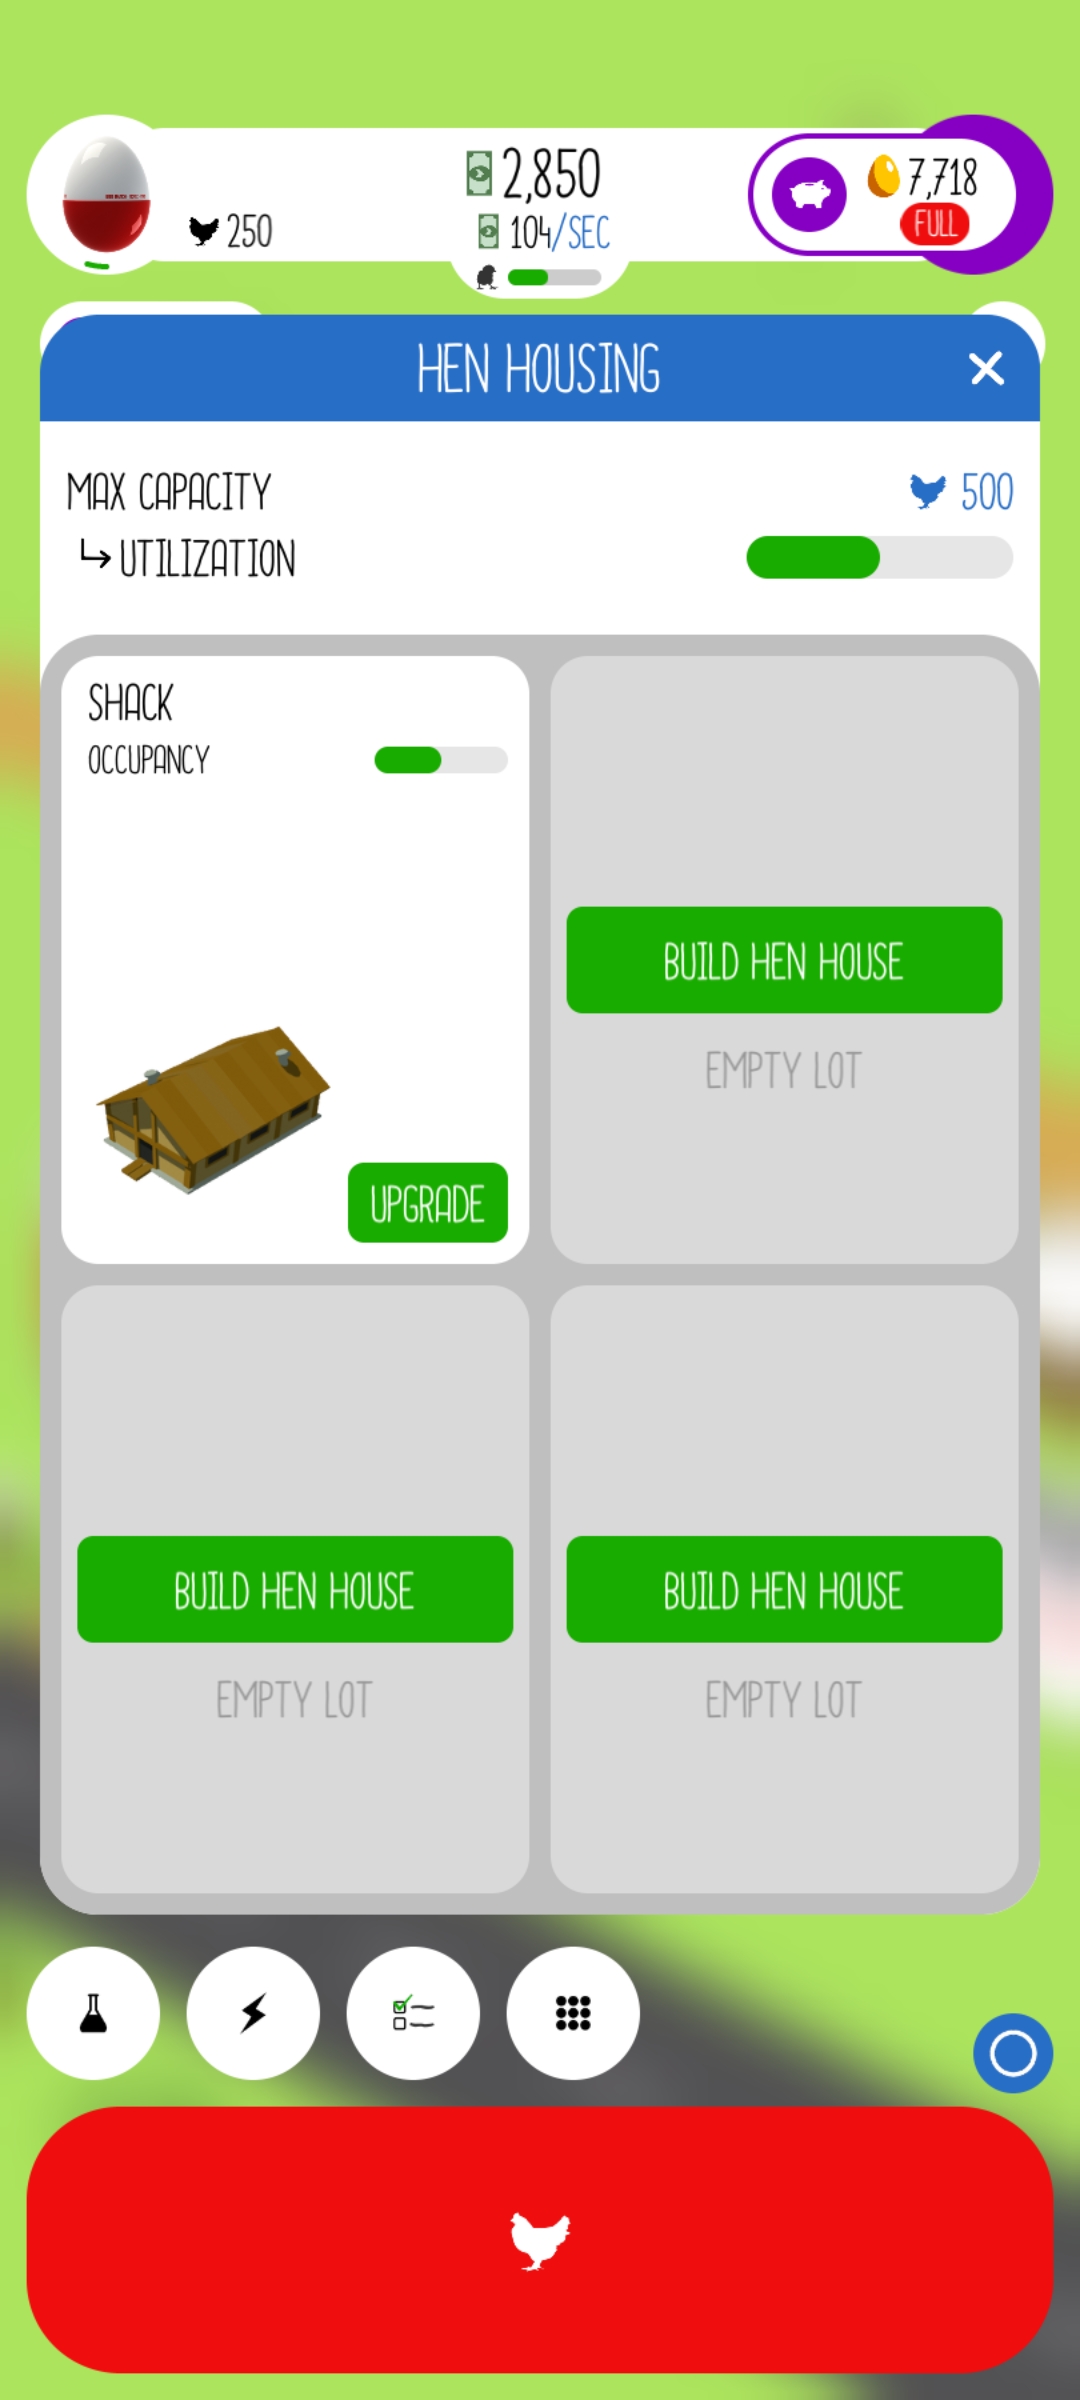 2,850
7,718
250
104/SEC
FULL
HEN HOUSING
MAX CAPACITY
500
UTILIZATION
SHACK
OCCUPANCY
UPGRADE
BUILD HEN HOUSE
EMPTY LOT
BUILD HEN HOUSE
EMPTY LOT
BUILD HEN HOUSE
EMPTY LOT